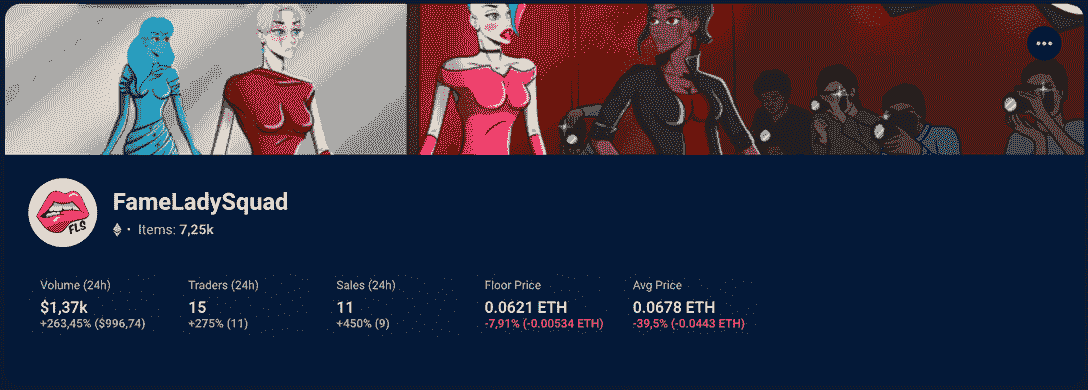 FameLadySquad
FLS
Items: 7,25k
Volume (24h)
$1,37k
+263,45% ($996,74)
Traders (24h)
15
+275% (11)
Sales (24h)
11
+450% (9)
Floor Price
0.0621 ETH
-7,91% (-0.00534 ETH)
Avg Price
0.0678 ETH
-39,5% (-0.0443 ETH)